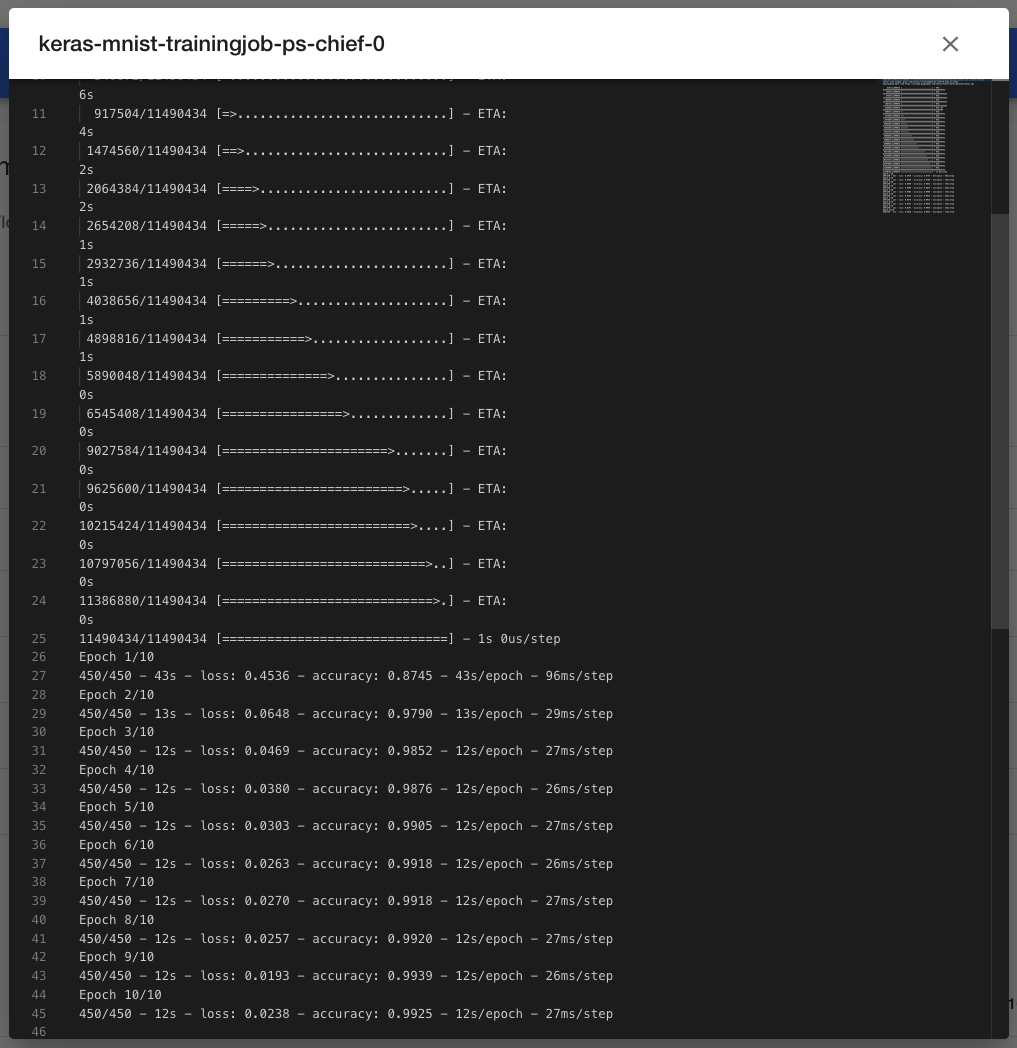 keras-mnist-trainingjob-ps-chief-0
6s
11 917504/11490434 [=>............................] - ETA:
4s
12 1474560/11490434 [==>...........................] - ETA:
2s
13 2064384/11490434 [====>.........................] - ETA:
2s
14 2654208/11490434 [=====>........................] - ETA:
1s
15 2932736/11490434 [======>.......................] - ETA:
1s
16 4038656/11490434 [=========>....................] - ETA:
1s
17 4898816/11490434 [===========>..................] - ETA:
1s
18 5890048/11490434 [==============>...............] - ETA:
0s
19 6545408/11490434 [================>.............] - ETA:
0s
20 9027584/11490434 [======================>.......] - ETA:
0s
21 9625600/11490434 [========================>.....] - ETA:
0s
22 10215424/11490434 [=========================>....] - ETA:
0s
23 10797056/11490434 [===========================>..] - ETA:
0s
24 11386880/11490434 [============================>.] - ETA:
0s
25 11490434/11490434 [==============================] - 1s 0us/step
26 Epoch 1/10
27 450/450 - 43s - loss: 0.4536 - accuracy: 0.8745 - 43s/epoch - 96ms/step
28 Epoch 2/10
29 450/450 - 13s - loss: 0.0648 - accuracy: 0.9790 - 13s/epoch - 29ms/step
30 Epoch 3/10
31 450/450 - 12s - loss: 0.0469 - accuracy: 0.9852 - 12s/epoch - 27ms/step
32 Epoch 4/10
33 450/450 - 12s - loss: 0.0380 - accuracy: 0.9876 - 12s/epoch - 26ms/step
34 Epoch 5/10
35 450/450 - 12s - loss: 0.0303 - accuracy: 0.9905 - 12s/epoch - 27ms/step
36 Epoch 6/10
37 450/450 - 12s - loss: 0.0263 - accuracy: 0.9918 - 12s/epoch - 26ms/step
38 Epoch 7/10
39 450/450 - 12s - loss: 0.0270 - accuracy: 0.9918 - 12s/epoch - 27ms/step
40 Epoch 8/10
41 450/450 - 12s - loss: 0.0257 - accuracy: 0.9920 - 12s/epoch - 27ms/step
42 Epoch 9/10
43 450/450 - 12s - loss: 0.0193 - accuracy: 0.9939 - 12s/epoch - 26ms/step
44 Epoch 10/10
45 450/450 - 12s - loss: 0.0238 - accuracy: 0.9925 - 12s/epoch - 27ms/step
46